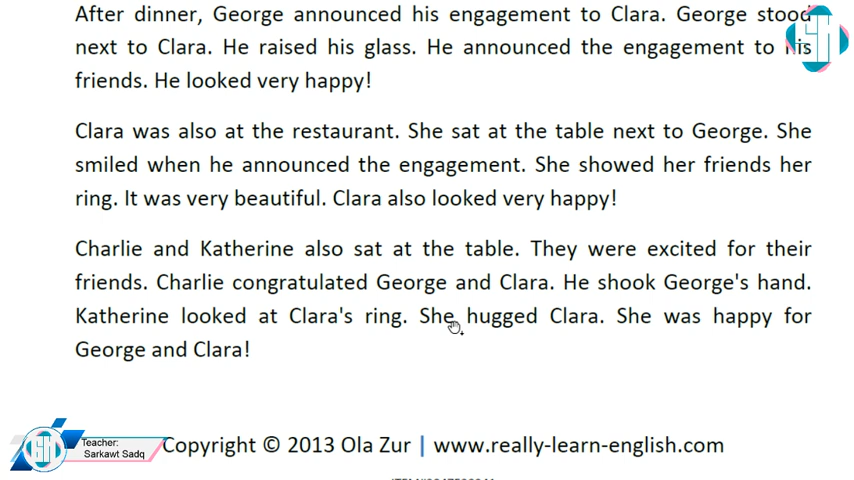 After dinner, George announced his engagement to Clara. George stood
next to Clara. He raised his glass. He announced the engagement to his
friends. He looked very happy!
Clara was also at the restaurant. She sat at the table next to George. She
smiled when he announced the engagement. She showed her friends her
ring. It was very beautiful. Clara also looked very happy!
Charlie and Katherine also sat at the table. They were excited for their
friends. Charlie congratulated George and Clara. He shook George's hand.
Katherine looked at Clara's ring. She hugged Clara. She was happy for
George and Clara!
Teacher:
Sarkawt Sadq
Copyright © 2013 Ola Zur | www.really-learn-english.com